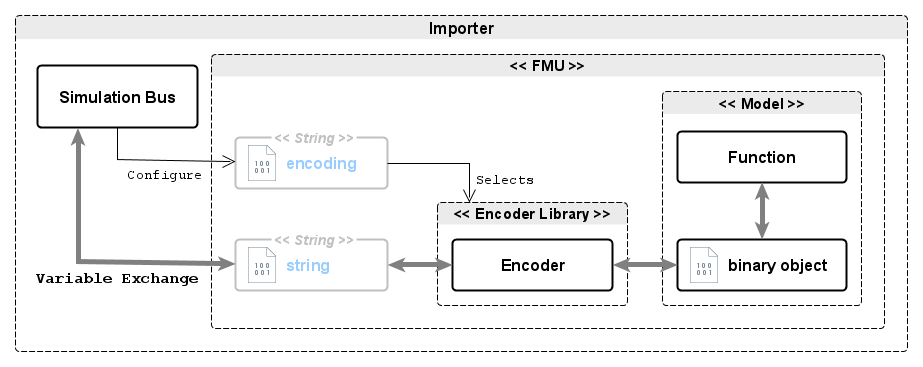 Importer
<< FMU >>
Simulation Bus
<< Model >>
<< String >>
100
001
encoding
Function
Configure
Selects
<< Encoder Library >>
<< String >>
100
001
string
Encoder
100
001
binary object
Variable Exchange